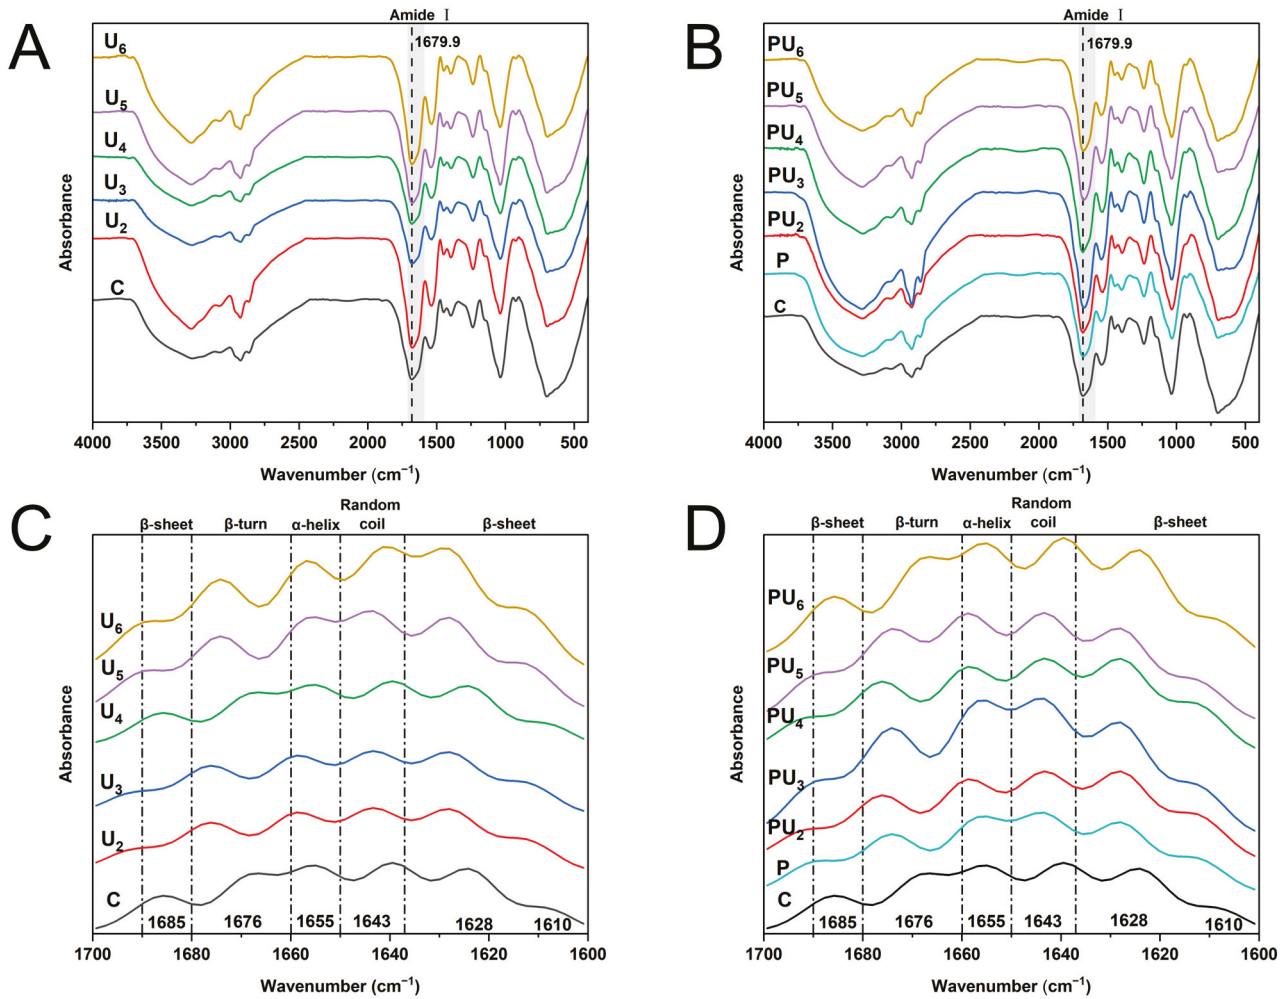 A
Amide I
1679.9
U6
U5
U4
U3
U2
C
Absorbance
4000 3500 3000 2500 2000 1500 1000 500
Wavenumber (cm−1)
B
Amide I
1679.9
PU6
PU5
PU4
PU3
PU2
P
C
Absorbance
4000 3500 3000 2500 2000 1500 1000 500
Wavenumber (cm−1)
C
β-sheet β-turn α-helix Random coil β-sheet
U6
U5
U4
U3
U2
C
1685 1676 1655 1643 1628 1610
Absorbance
1700 1680 1660 1640 1620 1600
Wavenumber (cm−1)
D
β-sheet β-turn α-helix Random coil β-sheet
PU6
PU5
PU4
PU3
PU2
P
C
1685 1676 1655 1643 1628 1610
Absorbance
1700 1680 1660 1640 1620 1600
Wavenumber (cm−1)